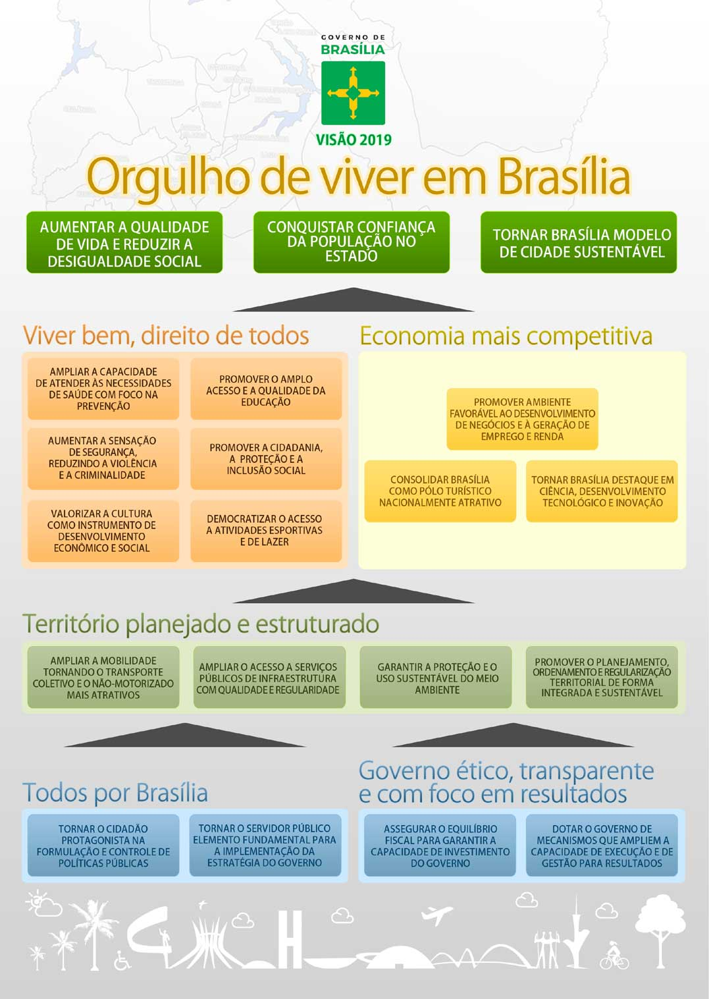 GOVERNO DE
BRASÍLIA
VISÃO 2019
Orgulho de viver em Brasília
AUMENTAR A QUALIDADE
DE VIDA E REDUZIR A
DESIGUALDADE SOCIAL
CONQUISTAR CONFIANÇA
DA POPULAÇÃO NO
ESTADO
TORNAR BRASÍLIA MODELO
DE CIDADE SUSTENTÁVEL
Viver bem, direito de todos
AMPLIAR A CAPACIDADE
DE ATENDER ÀS NECESSIDADES
DE SAÚDE COM FOCO NA
PREVENÇÃO
PROMOVER O AMPLO
ACESSO E A QUALIDADE DA
EDUCAÇÃO
AUMENTAR A SENSAÇÃO
DE SEGURANÇA,
REDUZINDO A VIOLÊNCIA
E A CRIMINALIDADE
PROMOVER A CIDADANIA,
A PROTEÇÃO E A
INCLUSÃO SOCIAL
VALORIZAR A CULTURA
COMO INSTRUMENTO DE
DESENVOLVIMENTO
ECONÔMICO E SOCIAL
DEMOCRATIZAR O ACESSO
A ATIVIDADES ESPORTIVAS
E DE LAZER
Economia mais competitiva
PROMOVER AMBIENTE
FAVORÁVEL AO DESENVOLVIMENTO
DE NEGÓCIOS E À GERAÇÃO DE
EMPREGO E RENDA
CONSOLIDAR BRASÍLIA
COMO PÓLO TURÍSTICO
NACIONALMENTE ATRATIVO
TORNAR BRASÍLIA DESTAQUE EM
CIÊNCIA, DESENVOLVIMENTO
TECNOLÓGICO E INOVAÇÃO
Território planejado e estruturado
AMPLIAR A MOBILIDADE
TORNANDO O TRANSPORTE
COLETIVO E O NÃO-MOTORIZADO
MAIS ATRATIVOS
AMPLIAR O ACESSO A SERVIÇOS
PÚBLICOS DE INFRAESTRUTURA
COM QUALIDADE E REGULARIDADE
GARANTIR A PROTEÇÃO E O
USO SUSTENTÁVEL DO MEIO
AMBIENTE
PROMOVER O PLANEJAMENTO,
ORDENAMENTO E REGULARIZAÇÃO
TERRITORIAL DE FORMA
INTEGRADA E SUSTENTÁVEL
Todos por Brasília
TORNAR O CIDADÃO
PROTAGONISTA NA
FORMULAÇÃO E CONTROLE DE
POLÍTICAS PÚBLICAS
TORNAR O SERVIDOR PÚBLICO
ELEMENTO FUNDAMENTAL PARA
A IMPLEMENTAÇÃO DA
ESTRATÉGIA DO GOVERNO
Governo ético, transparente
e com foco em resultados
ASSEGURAR O EQUILÍBRIO
FISCAL PARA GARANTIR A
CAPACIDADE DE INVESTIMENTO
DO GOVERNO
DOTAR O GOVERNO DE
MECANISMOS QUE AMPLIEM A
CAPACIDADE DE EXECUÇÃO E DE
GESTÃO PARA RESULTADOS